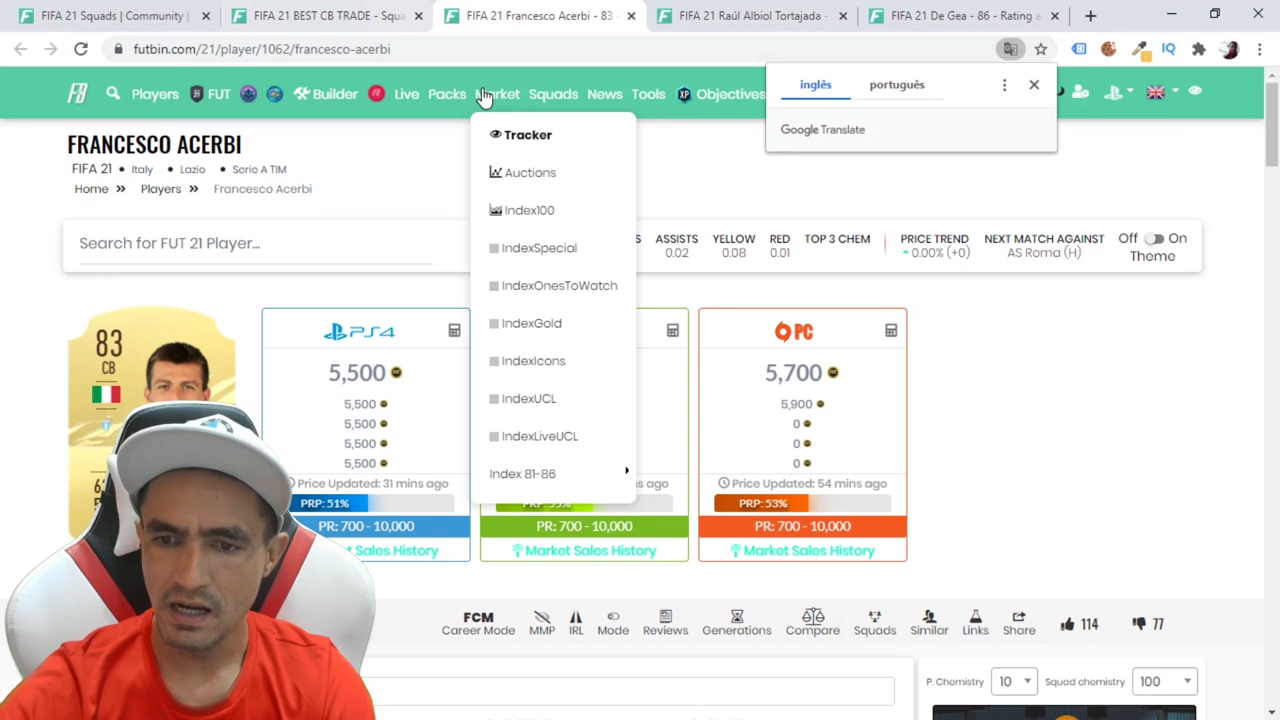 FIFA 21 Squads | Community |
FIFA 21 BEST CB TRADE - Squa
FIFA 21 Francesco Acerbi - 83 -
FIFA 21 Raúl Albiol Tortajada -
FIFA 21 De Gea - 86 - Rating a
futbin.com/21/player/1062/francesco-acerbi
IQ
F8 Players FUT Builder Live Packs Market Squads News Tools XP Objectives
inglês português
Google Translate
FRANCESCO ACERBI
FIFA 21 • Italy • Lazio • Serio A TIM
Home » Players » Francesco Acerbi
Tracker
Auctions
Index100
IndexSpecial
IndexOnesToWatch
IndexGold
IndexIcons
IndexUCL
IndexLiveUCL
Index 81-86
Search for FUT 21 Player...
S ASSISTS YELLOW RED TOP 3 CHEM PRICE TREND NEXT MATCH AGAINST Off On
0.02 0.08 0.01 0.00% (+0) AS Roma (H) Theme
83
CB
PS4
5,500
5,500
5,500
5,500
5,500
Price Updated: 31 mins ago
PRP: 51%
PR: 700 - 10,000
Sales History
ns ago
PR: 700 - 10,000
Market Sales History
PC
5,700
5,900
0
0
0
Price Updated: 54 mins ago
PRP: 53%
PR: 700 - 10,000
Market Sales History
FCM
Career Mode MMP IRL Mode Reviews Generations Compare Squads Similar Links Share 114 77
P. Chemistry 10 Squad chemistry 100